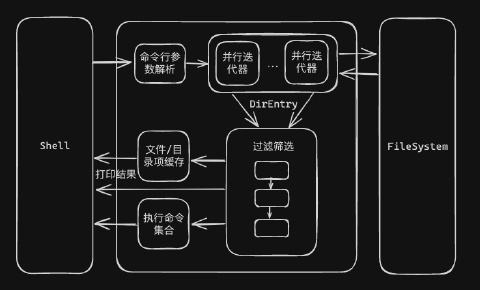 命令行参
数解析
并行迭
代器
...
并行迭
代器
DirEntry
Shell
文件/目
录项缓存
过滤筛选
FileSystem
打印结果
执行命令
集合